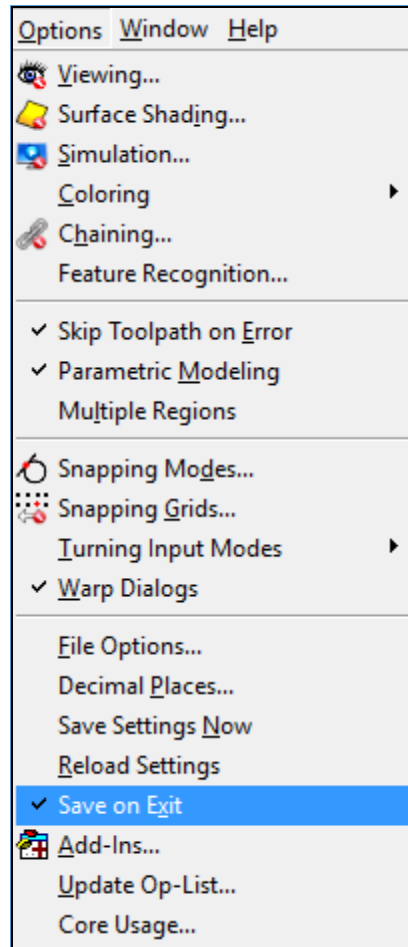 Options Window Help
Viewing...
Surface Shading...
Simulation...
Coloring
Chaining...
Feature Recognition...
Skip Toolpath on Error
Parametric Modeling
Multiple Regions
Snapping Modes...
Snapping Grids...
Turning Input Modes
Warp Dialogs
File Options...
Decimal Places...
Save Settings Now
Reload Settings
Save on Exit
Add-Ins...
Update Op-List...
Core Usage...